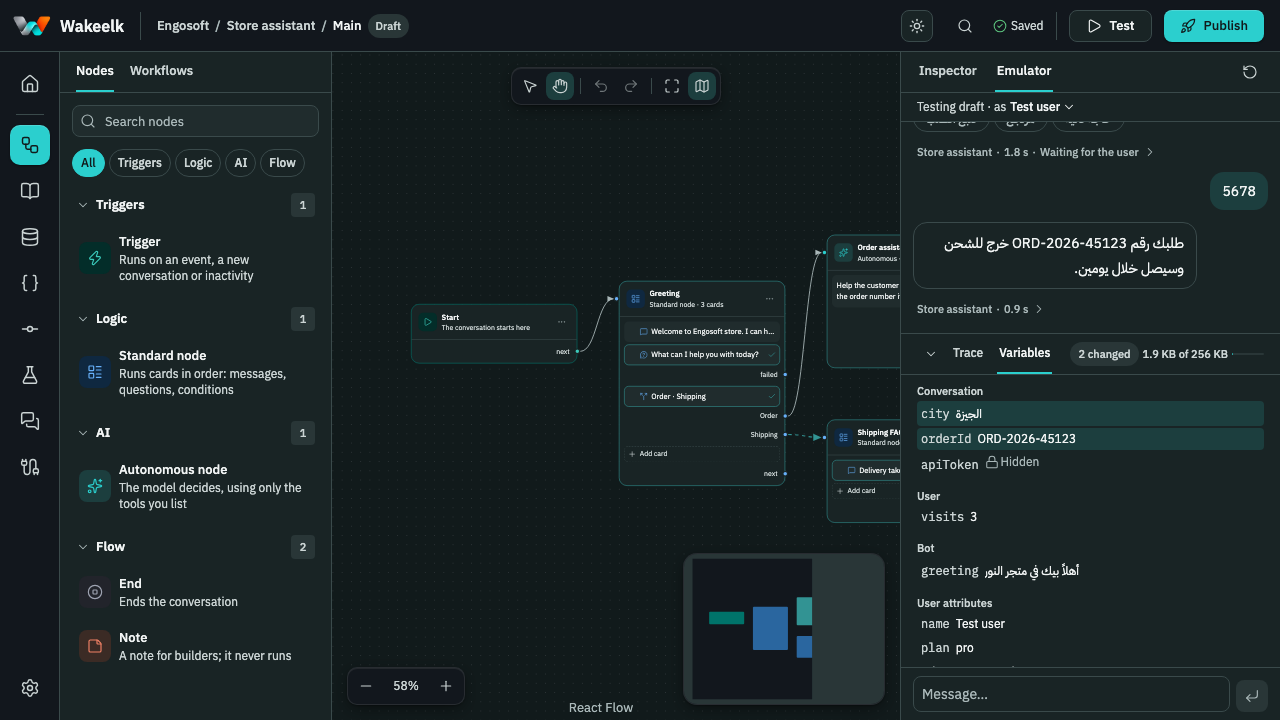 Wakeelk
Engosoft / Store assistant / Main Draft
Saved
Test
Publish
Nodes Workflows
Search nodes
All Triggers Logic AI Flow
Triggers 1
Trigger
Runs on an event, a new
conversation or inactivity
Logic 1
Standard node
Runs cards in order: messages,
questions, conditions
AI 1
Autonomous node
The model decides, using only the
tools you list
Flow 2
End
Ends the conversation
Note
A note for builders; it never runs
Start
The conversation starts here
next
Greeting
Standard node · 3 cards
Welcome to Engosoft store. I can h...
What can I help you with today?
failed
Order · Shipping
Order
Shipping
Add card
next
Order
Autonomous
Help the customer
the order number
Shipping
Standard
Delivery
Add card
58%
React Flow
Inspector Emulator
Testing draft · as Test user
Store assistant · 1.8 s · Waiting for the user
5678
طلبك رقم ORD-2026-45123 خرج للشحن
وسيصل خلال يومين.
Store assistant · 0.9 s
Trace Variables 2 changed 1.9 KB of 256 KB
Conversation
city الجيزة
orderId ORD-2026-45123
apiToken Hidden
User
visits 3
Bot
greeting أهلاً بيك في متجر النور
User attributes
name Test user
plan pro
Message...